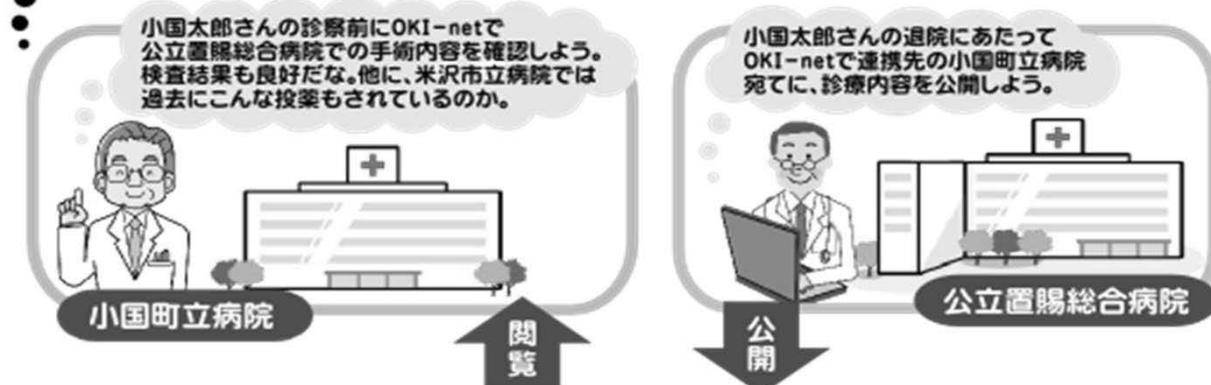 小国太郎さんの診察前にOKI-netで
公立置賜総合病院での手術内容を確認しよう。
検査結果も良好だな。他に、米沢市立病院では
過去にこんな投薬もされているのか。
小国町立病院
閲覧
小国太郎さんの退院にあたって
OKI-netで連携先の小国町立病院
宛てに、診療内容を公開しよう。
公立置賜総合病院
公開